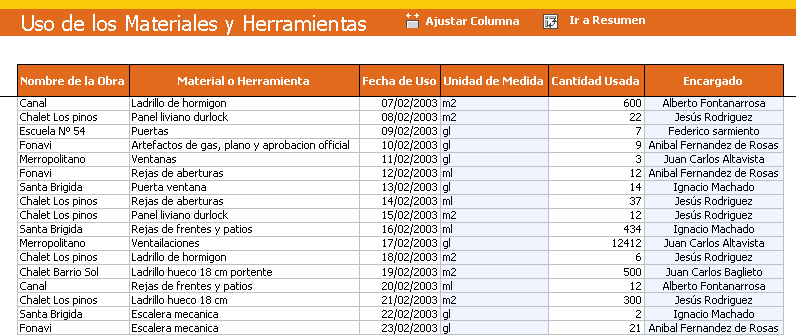 Uso de los Materiales y Herramientas Ajustar Columna Ir a Resumen
Nombre de la Obra Material o Herramienta Fecha de Uso Unidad de Medida Cantidad Usada Encargado
Canal Ladrillo de hormigon 07/02/2003 m2 600 Alberto Fontanarrosa
Chalet Los pinos Panel liviano durlock 08/02/2003 m2 22 Jesús Rodriguez
Escuela Nº 54 Puertas 09/02/2003 gl 7 Federico sarmiento
Fonavi Artefactos de gas, plano y aprobacion official 10/02/2003 gl 9 Anibal Fernandez de Rosas
Merropolitano Ventanas 11/02/2003 gl 3 Juan Carlos Altavista
Fonavi Rejas de aberturas 12/02/2003 ml 12 Anibal Fernandez de Rosas
Santa Brigida Puerta ventana 13/02/2003 gl 14 Ignacio Machado
Chalet Los pinos Rejas de aberturas 14/02/2003 ml 37 Jesús Rodriguez
Chalet Los pinos Panel liviano durlock 15/02/2003 m2 12 Jesús Rodriguez
Santa Brigida Rejas de frentes y patios 16/02/2003 ml 434 Ignacio Machado
Merropolitano Ventailaciones 17/02/2003 gl 12412 Juan Carlos Altavista
Chalet Los pinos Ladrillo de hormigon 18/02/2003 m2 6 Jesús Rodriguez
Chalet Barrio Sol Ladrillo hueco 18 cm portente 19/02/2003 m2 500 Juan Carlos Baglieto
Canal Rejas de frentes y patios 20/02/2003 ml 12 Alberto Fontanarrosa
Chalet Los pinos Ladrillo hueco 18 cm 21/02/2003 m2 300 Jesús Rodriguez
Santa Brigida Escalera mecanica 22/02/2003 gl 2 Ignacio Machado
Fonavi Escalera mecanica 23/02/2003 gl 21 Anibal Fernandez de Rosas